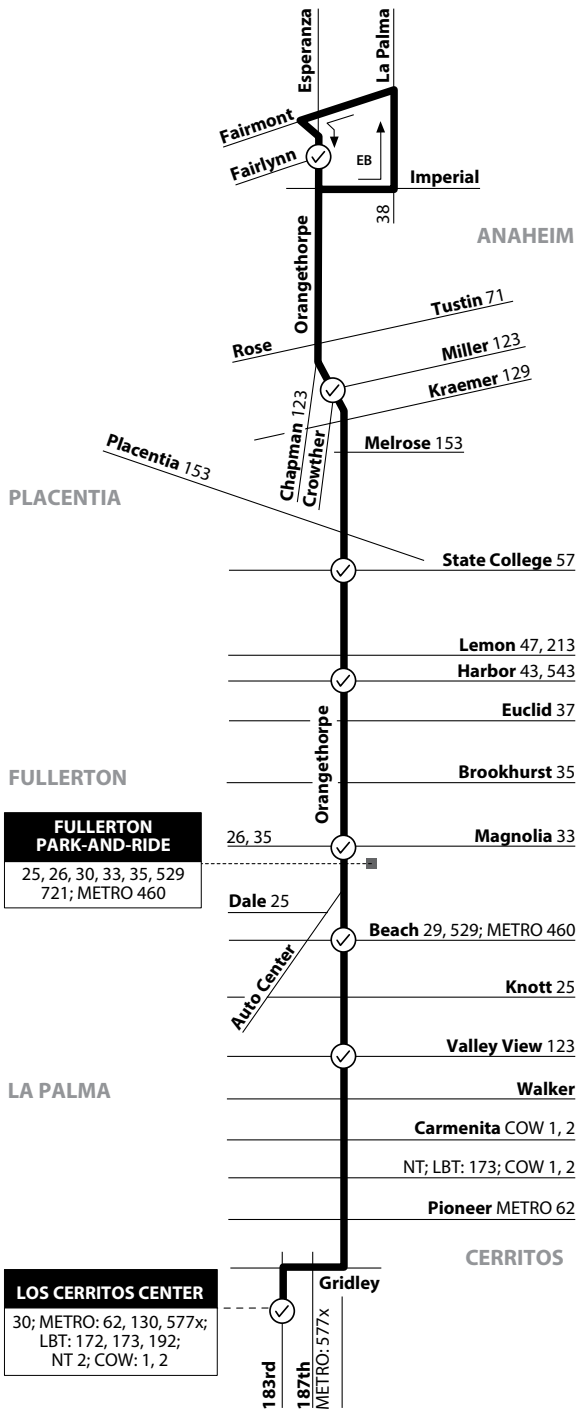 Esperanza
La Palma
Fairmont
Fairlynn
EB
Imperial
38
ANAHEIM
Orangethorpe
Tustin 71
Rose
Miller 123
Kraemer 129
Chapman 123
Crowther
Melrose 153
Placentia 153
PLACENTIA
State College 57
Lemon 47, 213
Harbor 43, 543
Euclid 37
Orangethorpe
FULLERTON
Brookhurst 35
FULLERTON
PARK-AND-RIDE
25, 26, 30, 33, 35, 529
721; METRO 460
26, 35
Magnolia 33
Dale 25
Beach 29, 529; METRO 460
Auto Center
Knott 25
Valley View 123
LA PALMA
Walker
Carmenita COW 1, 2
NT; LBT: 173; COW 1, 2
Pioneer METRO 62
CERRITOS
Gridley
LOS CERRITOS CENTER
30; METRO: 62, 130, 577x;
LBT: 172, 173, 192;
NT 2; COW: 1, 2
183rd
187th
METRO: 577x